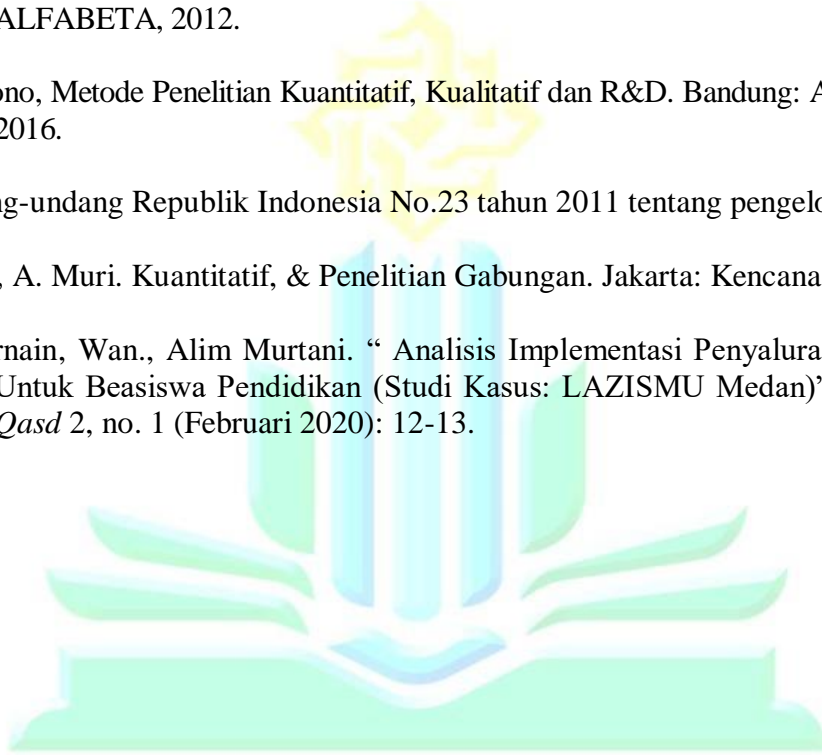 ALFABETA, 2012.
ono, Metode Penelitian Kuantitatif, Kualitatif dan R&D. Bandung: A
2016.
ng-undang Republik Indonesia No.23 tahun 2011 tentang pengelo
, A. Muri. Kuantitatif, & Penelitian Gabungan. Jakarta: Kencana
rnain, Wan., Alim Murtani. “ Analisis Implementasi Penyalura
Untuk Beasiswa Pendidikan (Studi Kasus: LAZISMU Medan)”
Qasd 2, no. 1 (Februari 2020): 12-13.